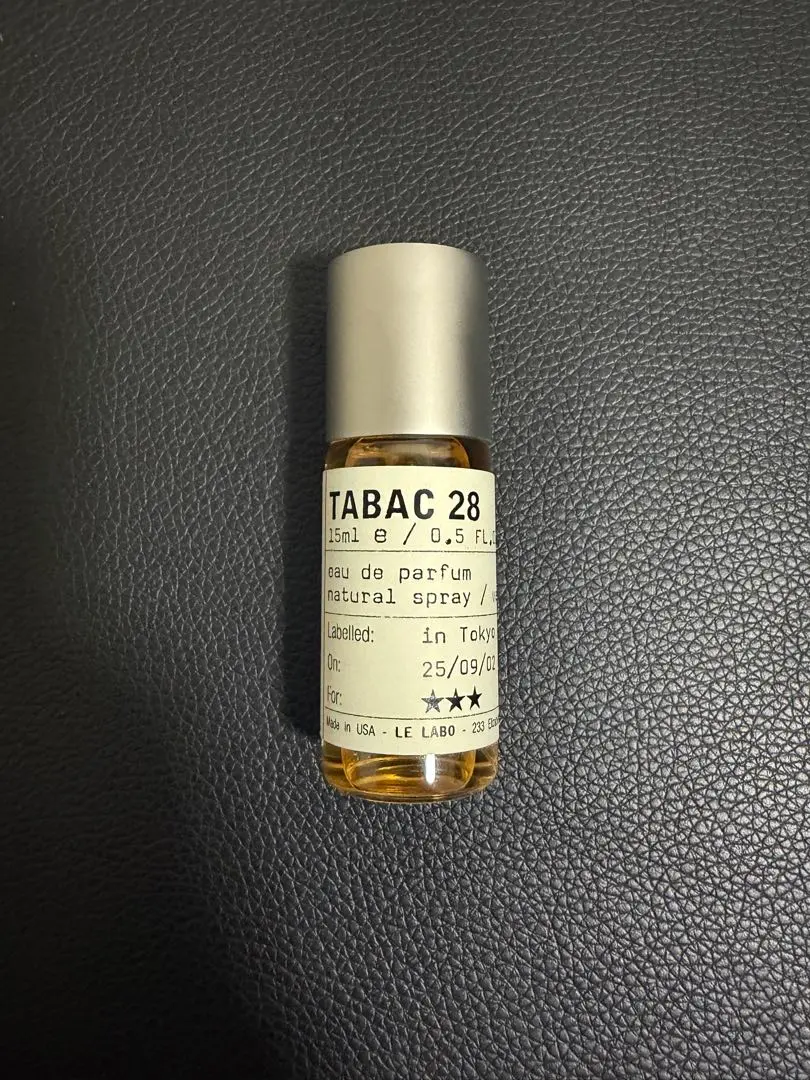 TABAC 28
15ml e / 0.5 FL.
eau de parfum
natural spray /
Labelled: in Tokyo
On: 25/09/02
For: ★★★
Made in USA - LE LABO - 233